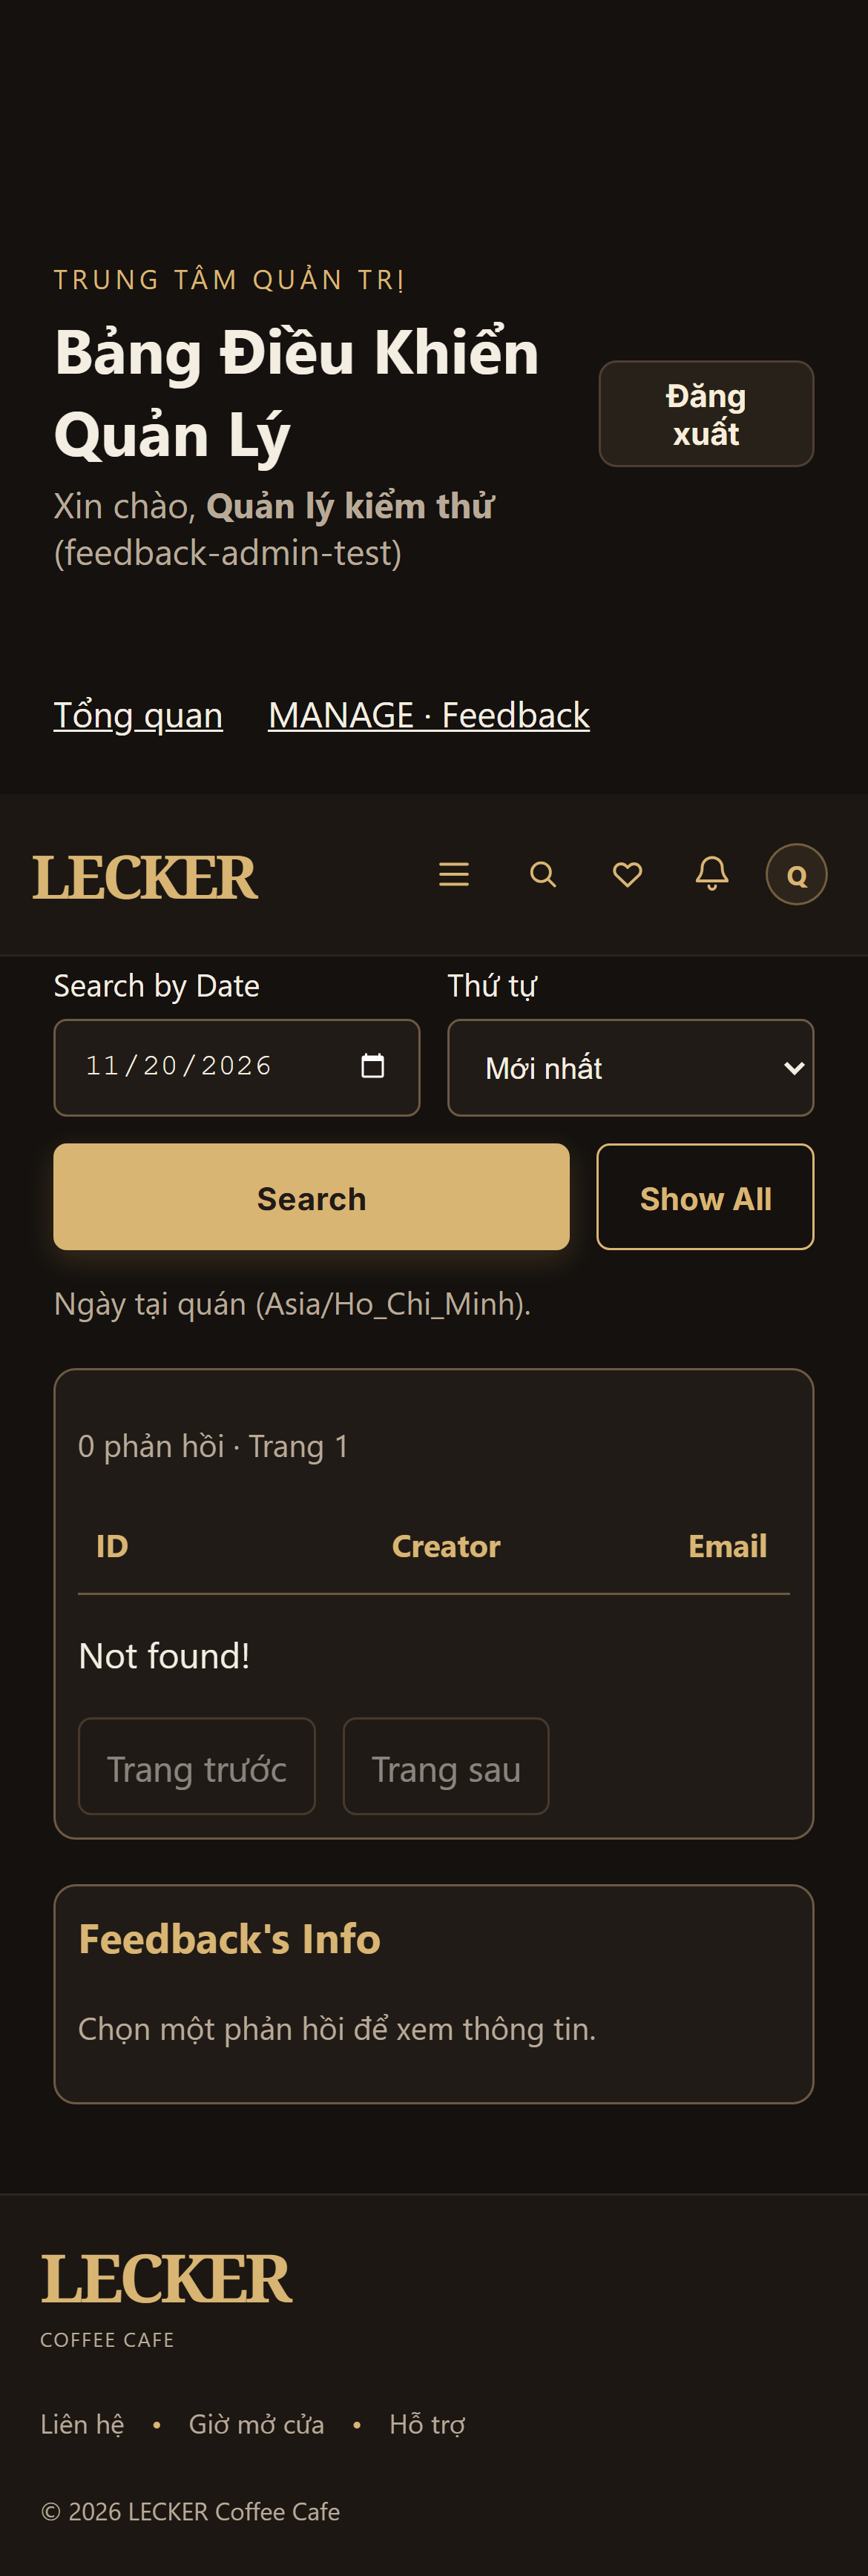 TRUNG TÂM QUẢN TRỊ
Bảng Điều Khiển
Quản Lý
Đăng
xuất
Xin chào, Quản lý kiểm thử
(feedback-admin-test)
Tổng quan MANAGE · Feedback
LECKER
Q
Search by Date Thứ tự
11/20/2026 Mới nhất
Search Show All
Ngày tại quán (Asia/Ho_Chi_Minh).
0 phản hồi · Trang 1
ID Creator Email
Not found!
Trang trước Trang sau
Feedback's Info
Chọn một phản hồi để xem thông tin.
LECKER
COFFEE CAFE
Liên hệ • Giờ mở cửa • Hỗ trợ
© 2026 LECKER Coffee Cafe